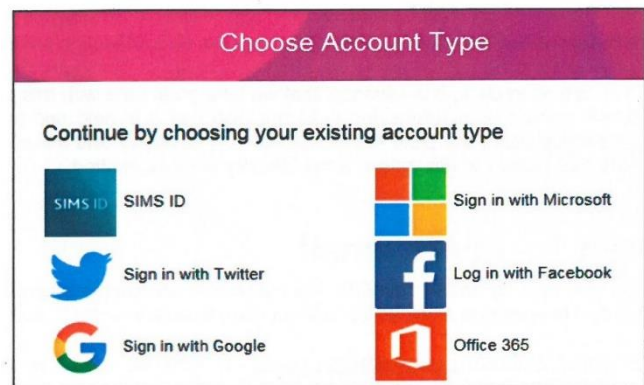 Choose Account Type
Continue by choosing your existing account type
SIMS ID SIMS ID
Sign in with Microsoft
Sign in with Twitter
f Log in with Facebook
G Sign in with Google
Office 365